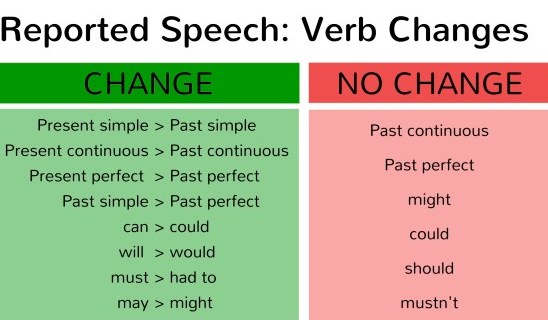 Reported Speech: Verb Changes
CHANGE
Present simple > Past simple
Present continuous > Past continuous
Present perfect > Past perfect
Past simple > Past perfect
can > could
will > would
must > had to
may > might
NO CHANGE
Past continuous
Past perfect
might
could
should
mustn't